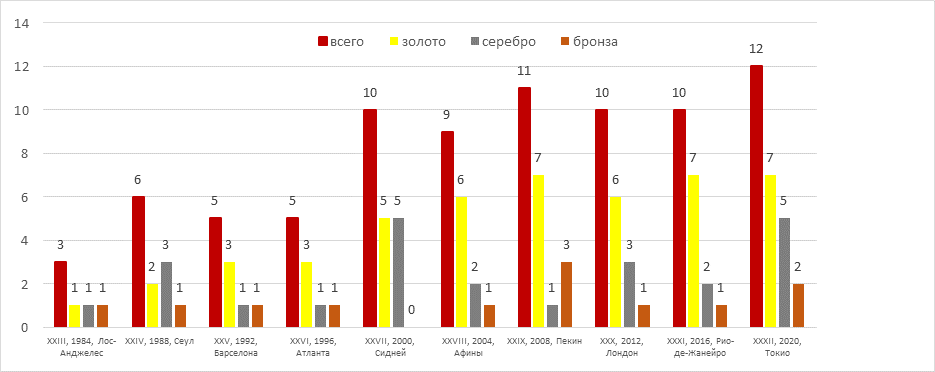 14
12
10
8
6
4
2
0
всего золото серебро бронза
3 1 1 1
6 2 3 1
5 3 1 1
5 3 1 1
10 5 5 0
9 6 2 1
11 7 1 3
10 6 3 1
10 7 2 1
12 7 5 2
XXIII, 1984, Лос-
Анджелес
XXIV, 1988, Сеул
XXV, 1992,
Барселона
XXVI, 1996,
Атланта
XXVII, 2000,
Сидней
XXVIII, 2004,
Афины
XXIX, 2008, Пекин
XXX, 2012,
Лондон
XXXI, 2016, Рио-
де-Жанейро
XXXII, 2020,
Токио